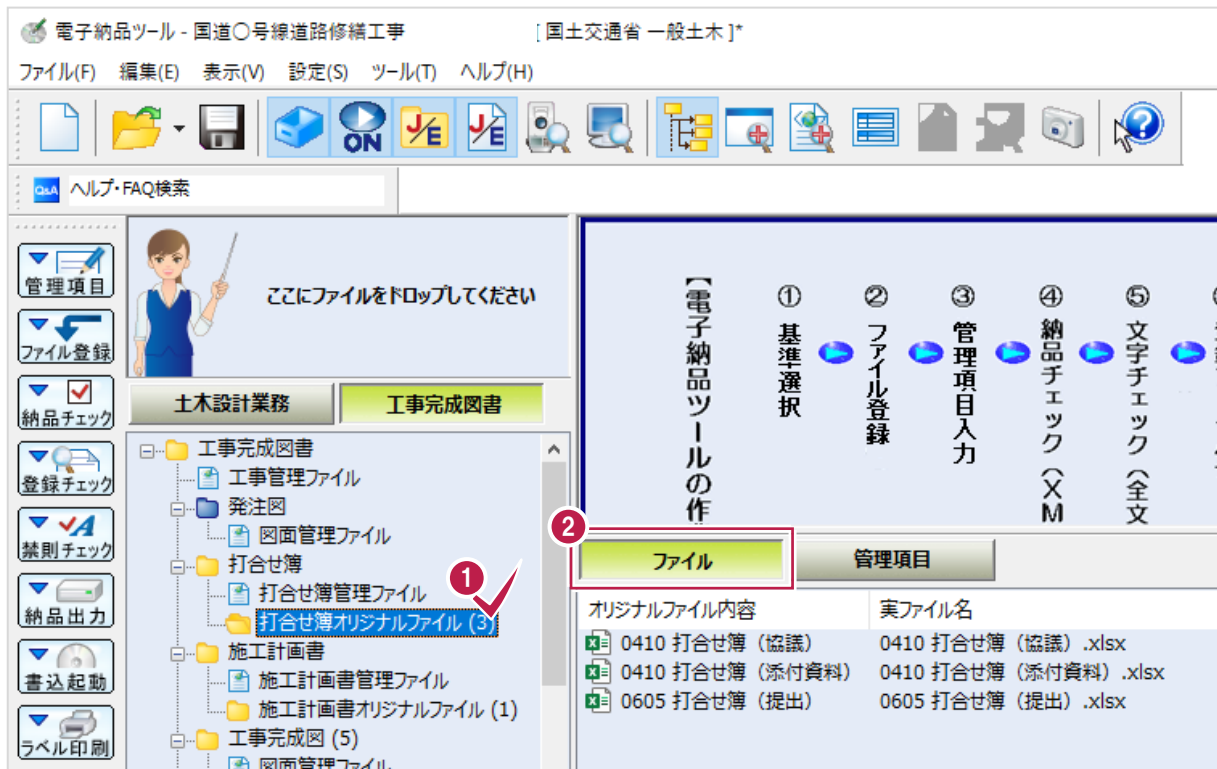 電子納品ツール - 国道〇号線道路修繕工事 [ 国土交通省 一般土木 ]*
ファイル(F) 編集(E) 表示(V) 設定(S) ツール(T) ヘルプ(H)
ON J/E J/E
Q&A ヘルプ・FAQ検索
管理項目
ファイル登録
納品チェック
登録チェック
禁則チェック
納品出力
書込起動
ラベル印刷
ここにファイルをドロップしてください
土木設計業務 工事完成図書
工事完成図書
工事管理ファイル
発注図
図面管理ファイル
打合せ簿
打合せ簿管理ファイル
1
打合せ簿オリジナルファイル (3)
施工計画書
施工計画書管理ファイル
施工計画書オリジナルファイル (1)
工事完成図 (5)
図面管理ファイル
【電子納品ツールの作
① 基準選択
② ファイル登録
③ 管理項目入力
④ 納品チェック（XM
⑤ 文字チェック（全文
2
ファイル 管理項目
オリジナルファイル内容 実ファイル名
0410 打合せ簿（協議） 0410 打合せ簿（協議）.xlsx
0410 打合せ簿（添付資料） 0410 打合せ簿（添付資料）.xlsx
0605 打合せ簿（提出） 0605 打合せ簿（提出）.xlsx